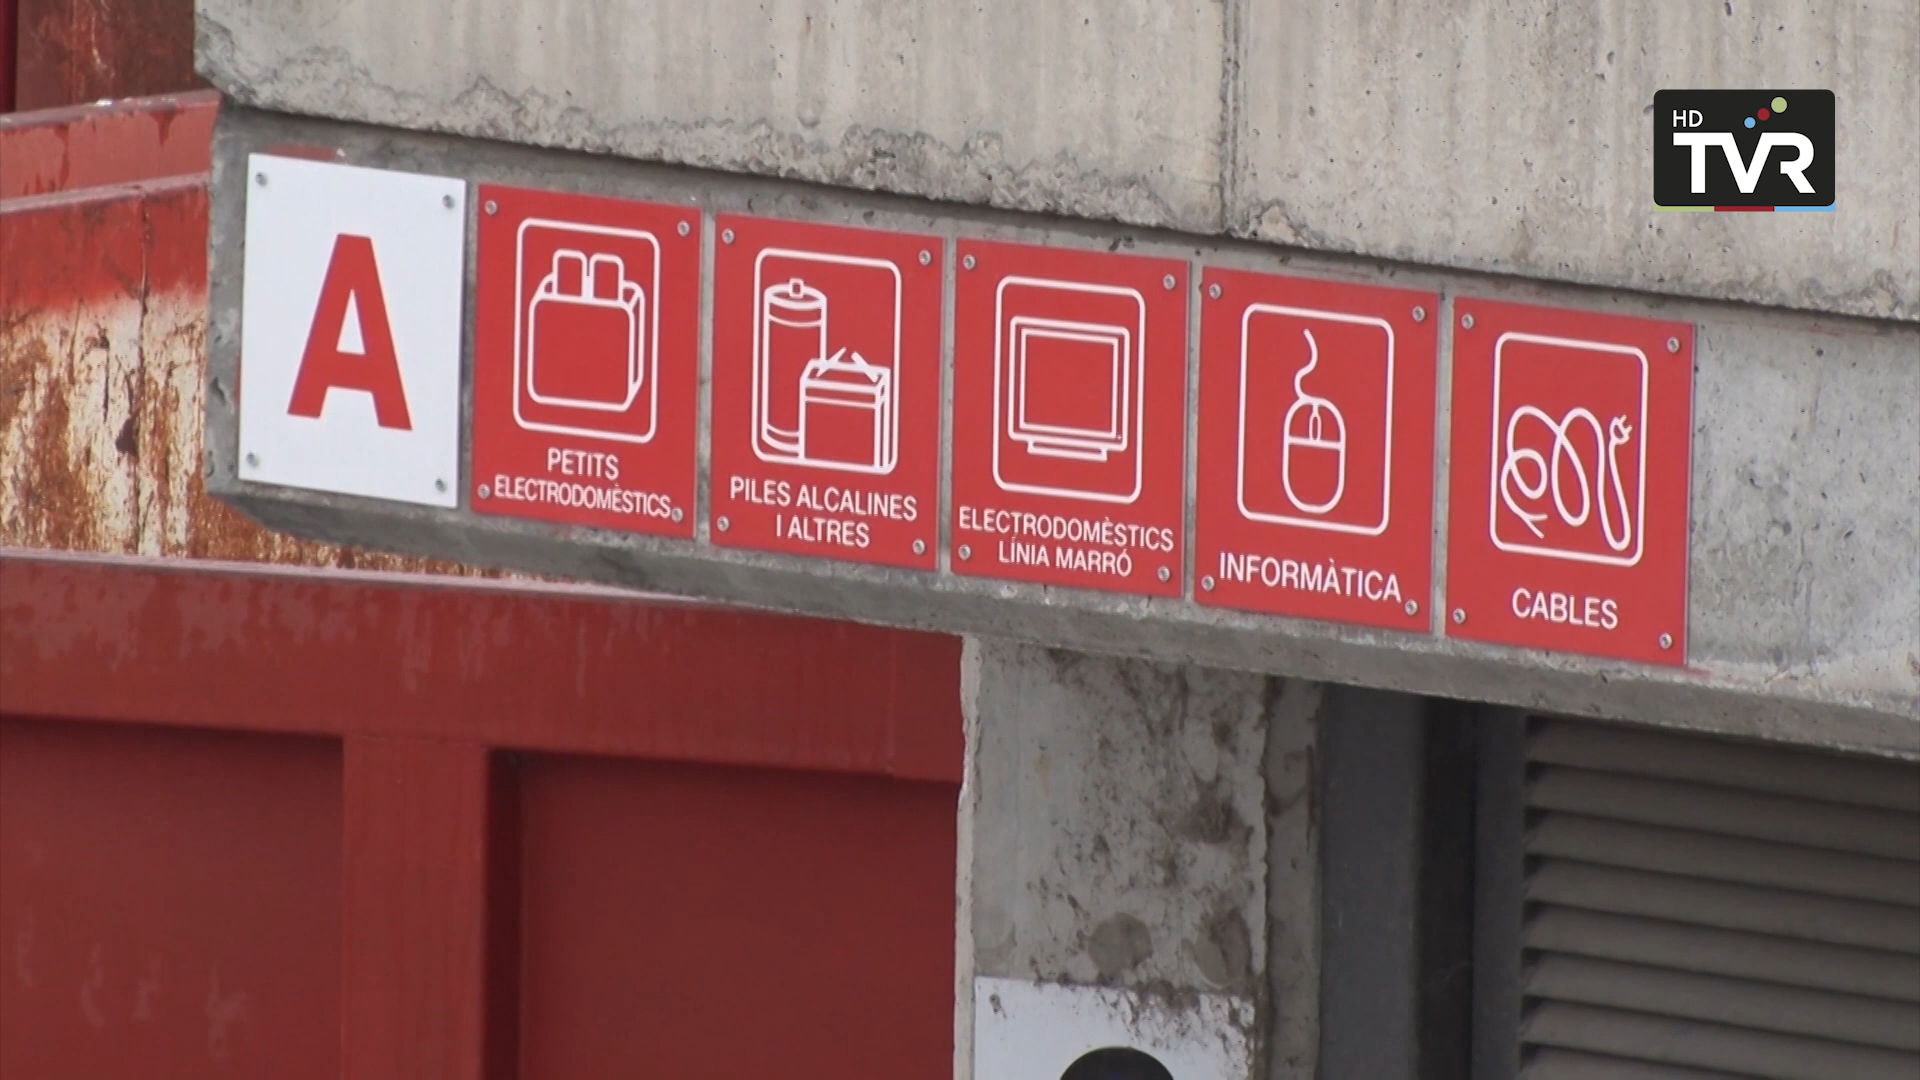 HD
TVR
A
PETITS
ELECTRODOMÈSTICS
PILES ALCALINES
I ALTRES
ELECTRODOMÈSTICS
LÍNIA MARRÓ
INFORMÀTICA
CABLES